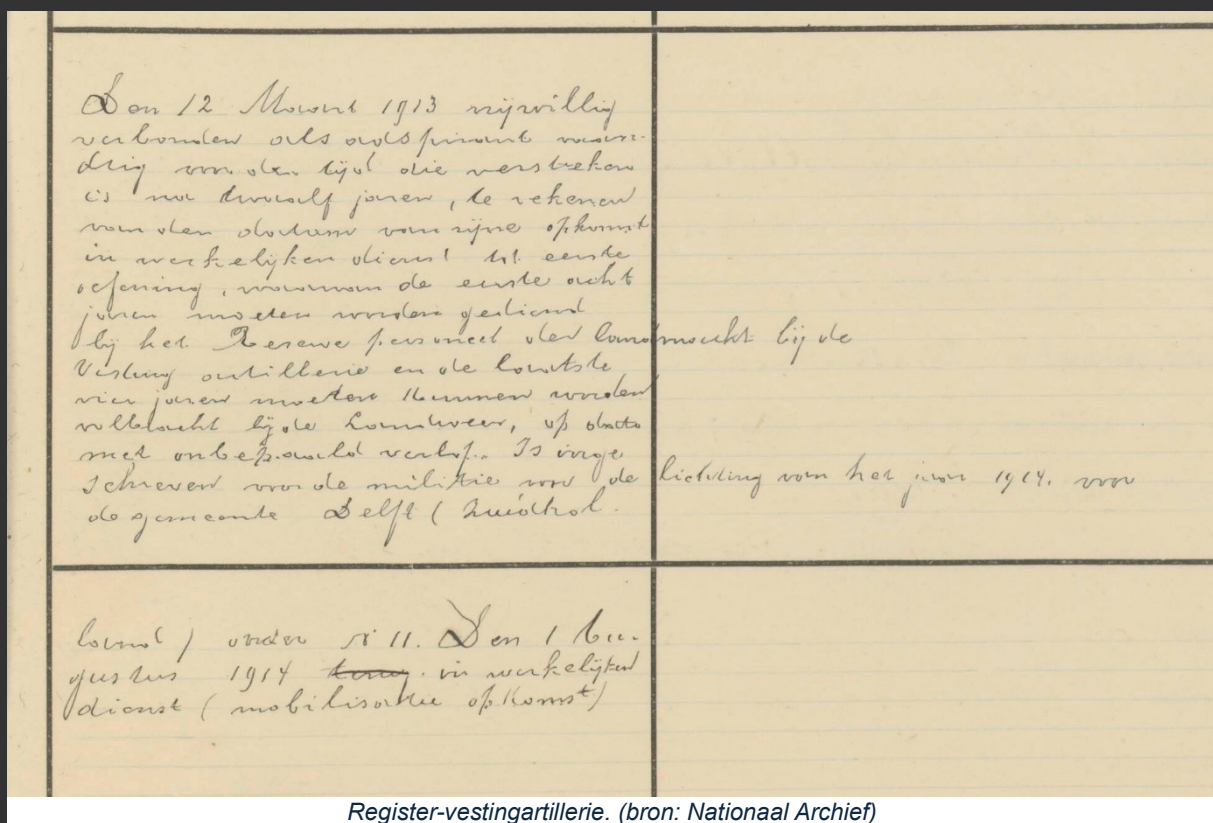 Den 12 Maart 1913 vrijwillig
verbonden als adspirant vaan-
drig voor den tijd die verstreken
is na twaalf jaren, te rekenen
van den datum van zijne opkomst
in werkelijken dienst tot eerste
oefening, waarvan de eerste acht
jaren moeten worden gediend
bij het Reserve personeel der landmacht bij de
Vesting artillerie en de laatste
vier jaren moeten kunnen worden
volbracht bij de Landweer, op dato
met onbepaald verlof. Is inge
schreven voor de militie voor de lichting van het jaar 1914. voor
de gemeente Delft (Zuidhol.
land) onder N 11. Den 1 Au-
gustus 1914 in werkelijken
dienst (mobilisatie opkomst)
Register-vestingartillerie. (bron: Nationaal Archief)